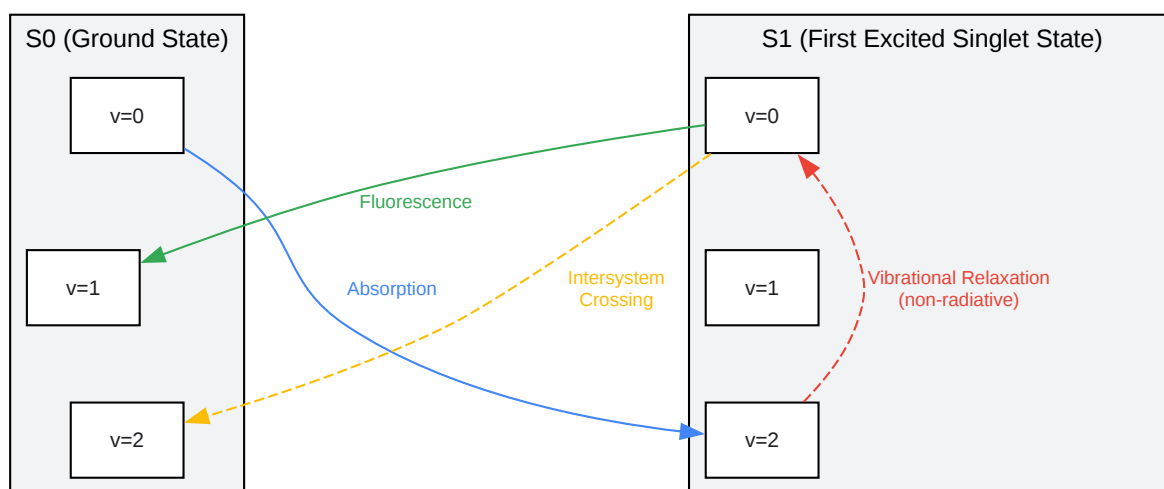 S0 (Ground State)
S1 (First Excited Singlet State)
v=0
v=0
Fluorescence
v=1
Absorption
Intersystem
Crossing
v=1
Vibrational Relaxation
(non-radiative)
v=2
v=2